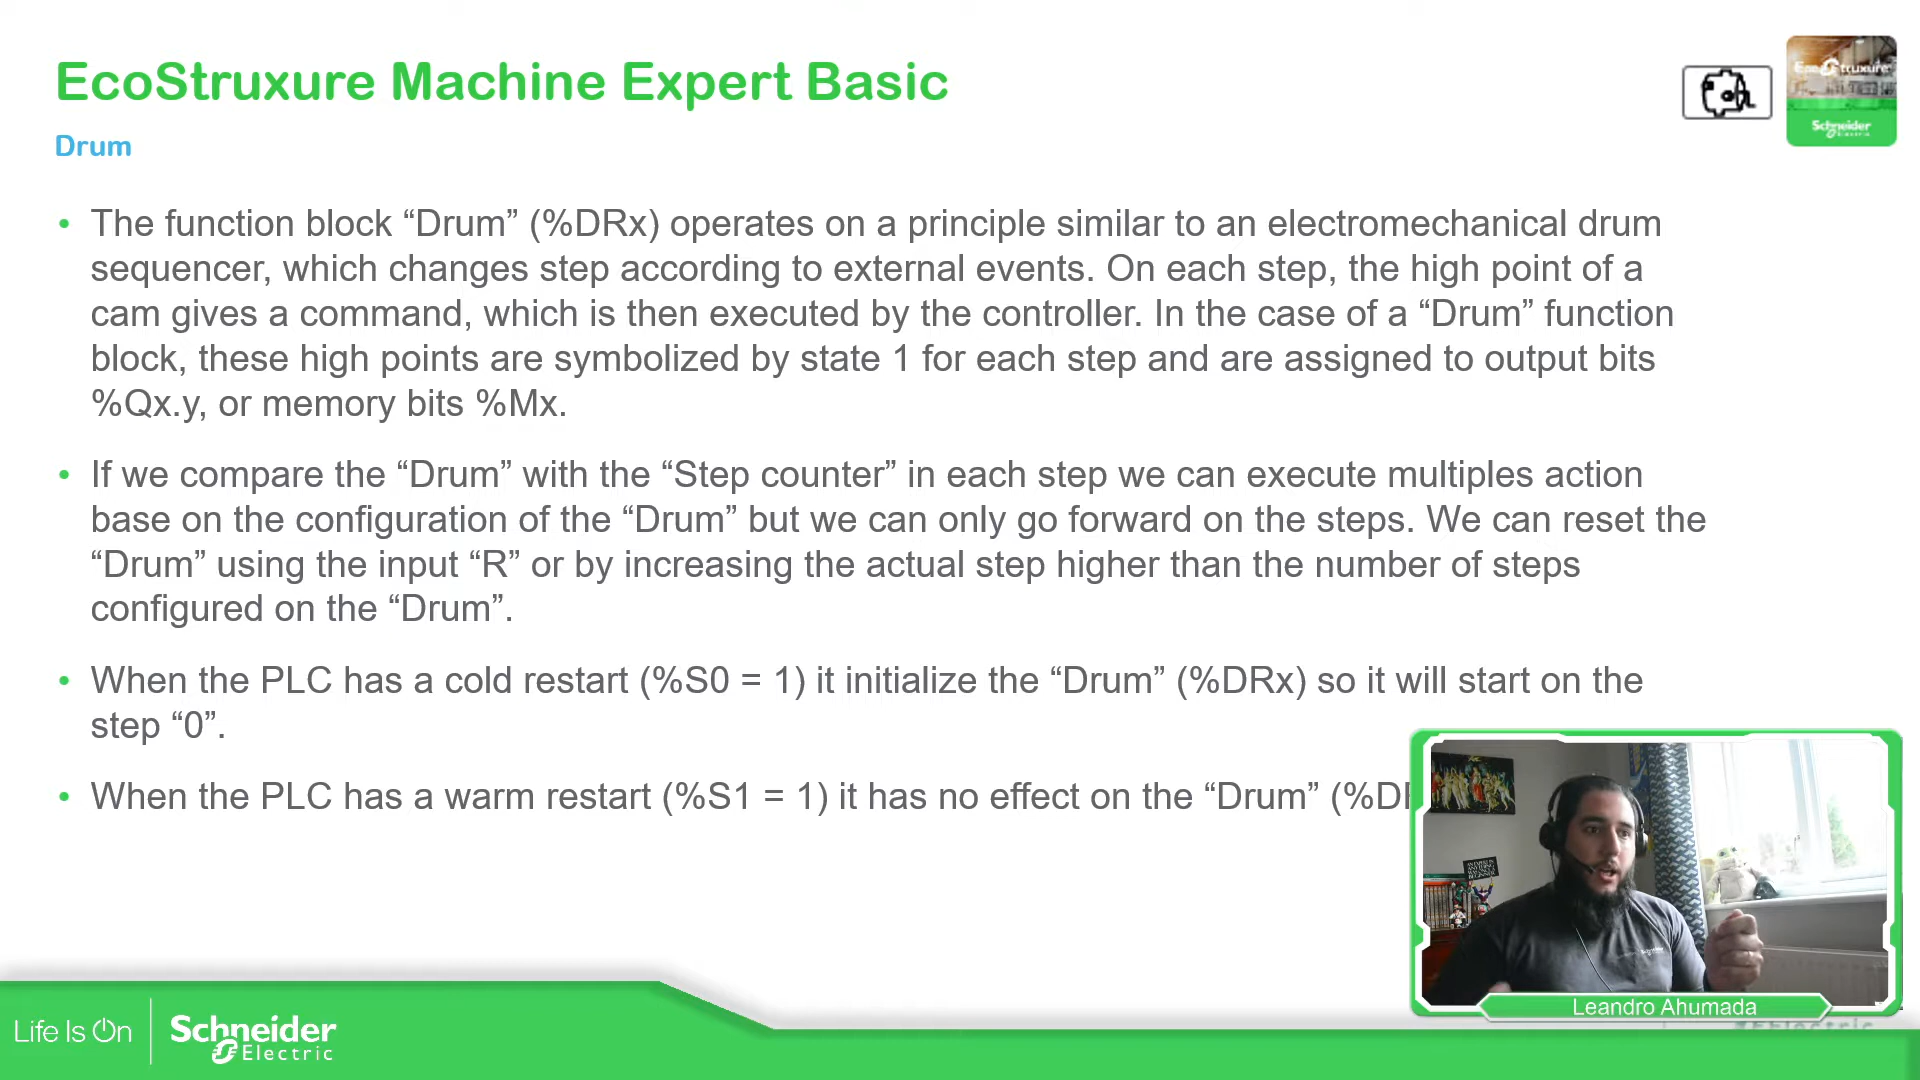 EcoStruxure Machine Expert Basic
EcoStruxure
Schneider
Electric
Drum
• The function block “Drum” (%DRx) operates on a principle similar to an electromechanical drum
sequencer, which changes step according to external events. On each step, the high point of a
cam gives a command, which is then executed by the controller. In the case of a “Drum” function
block, these high points are symbolized by state 1 for each step and are assigned to output bits
%Qx.y, or memory bits %Mx.
• If we compare the “Drum” with the “Step counter” in each step we can execute multiples action
base on the configuration of the “Drum” but we can only go forward on the steps. We can reset the
“Drum” using the input “R” or by increasing the actual step higher than the number of steps
configured on the “Drum”.
• When the PLC has a cold restart (%S0 = 1) it initialize the “Drum” (%DRx) so it will start on the
step “0”.
• When the PLC has a warm restart (%S1 = 1) it has no effect on the “Drum” (%D
Leandro Ahumada
Life Is On
Schneider
Electric